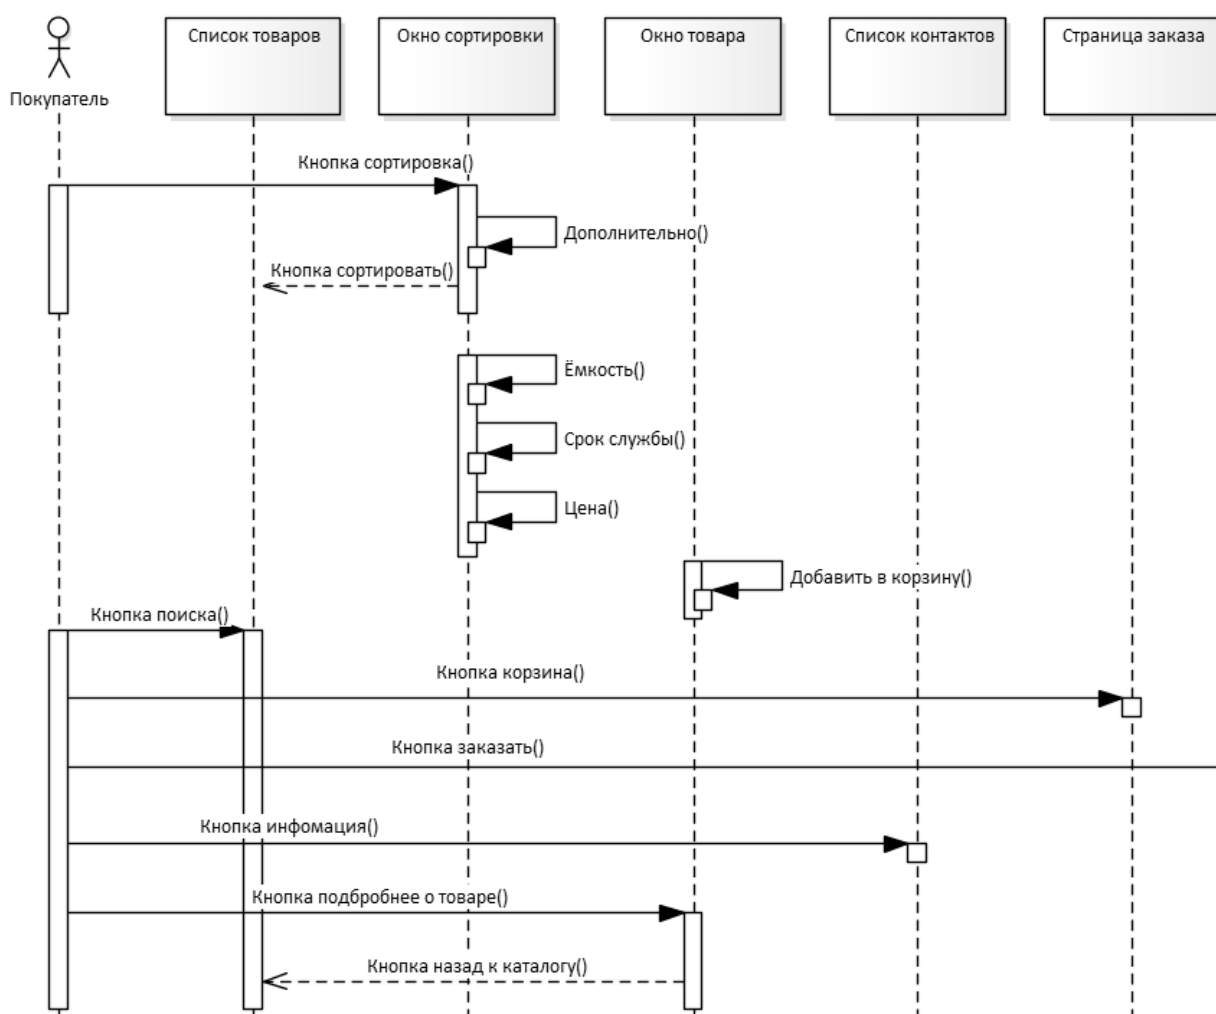 Список товаров
Окно сортировки
Окно товара
Список контактов
Страница заказа
Покупатель
Кнопка сортировка()
Дополнительно()
Кнопка сортировать()
Ёмкость()
Срок службы()
Цена()
Добавить в корзину()
Кнопка поиска()
Кнопка корзина()
Кнопка заказать()
Кнопка инфомация()
Кнопка подбробнее о товаре()
Кнопка назад к каталогу()